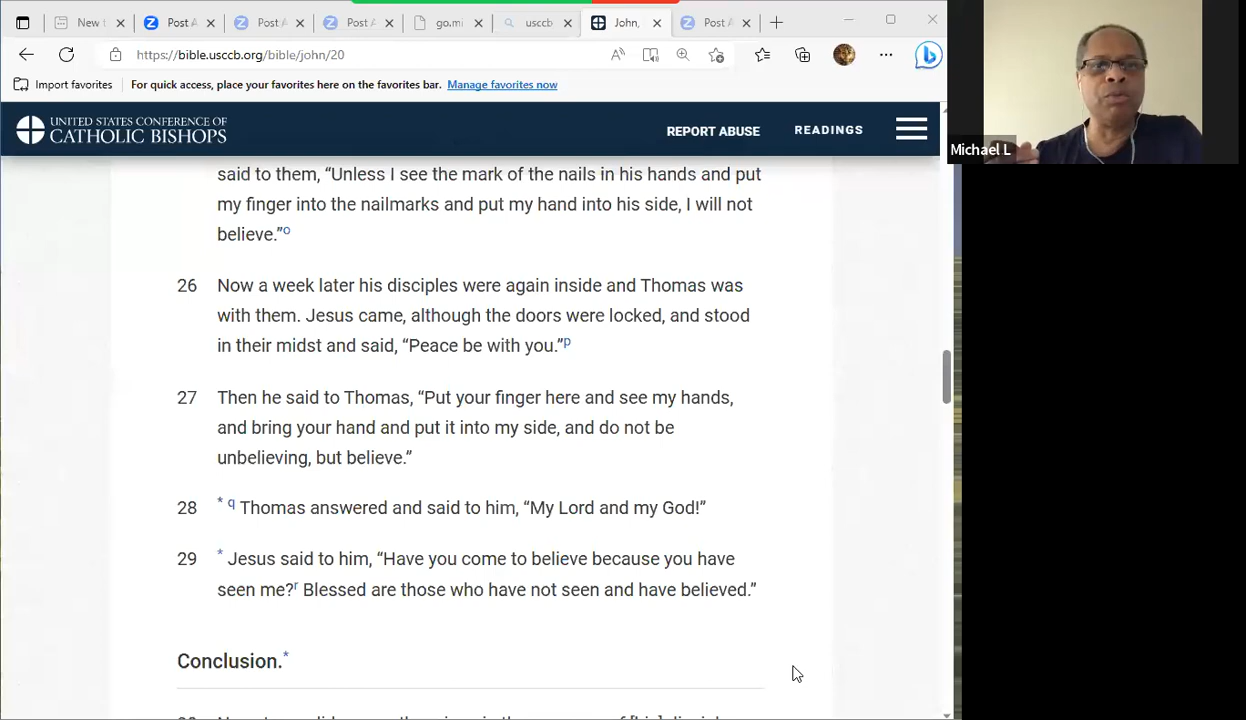 New t
Post A
Post A
Post A
go.mi
usccb
John,
Post A
https://bible.usccb.org/bible/john/20
Import favorites
For quick access, place your favorites here on the favorites bar. Manage favorites now
UNITED STATES CONFERENCE OF
CATHOLIC BISHOPS
REPORT ABUSE
READINGS
Michael L
said to them, “Unless I see the mark of the nails in his hands and put
my finger into the nailmarks and put my hand into his side, I will not
believe.”o
26 Now a week later his disciples were again inside and Thomas was
with them. Jesus came, although the doors were locked, and stood
in their midst and said, “Peace be with you.”p
27 Then he said to Thomas, “Put your finger here and see my hands,
and bring your hand and put it into my side, and do not be
unbelieving, but believe.”
28 * q Thomas answered and said to him, “My Lord and my God!”
29 * Jesus said to him, “Have you come to believe because you have
seen me?r Blessed are those who have not seen and have believed.”
Conclusion.*